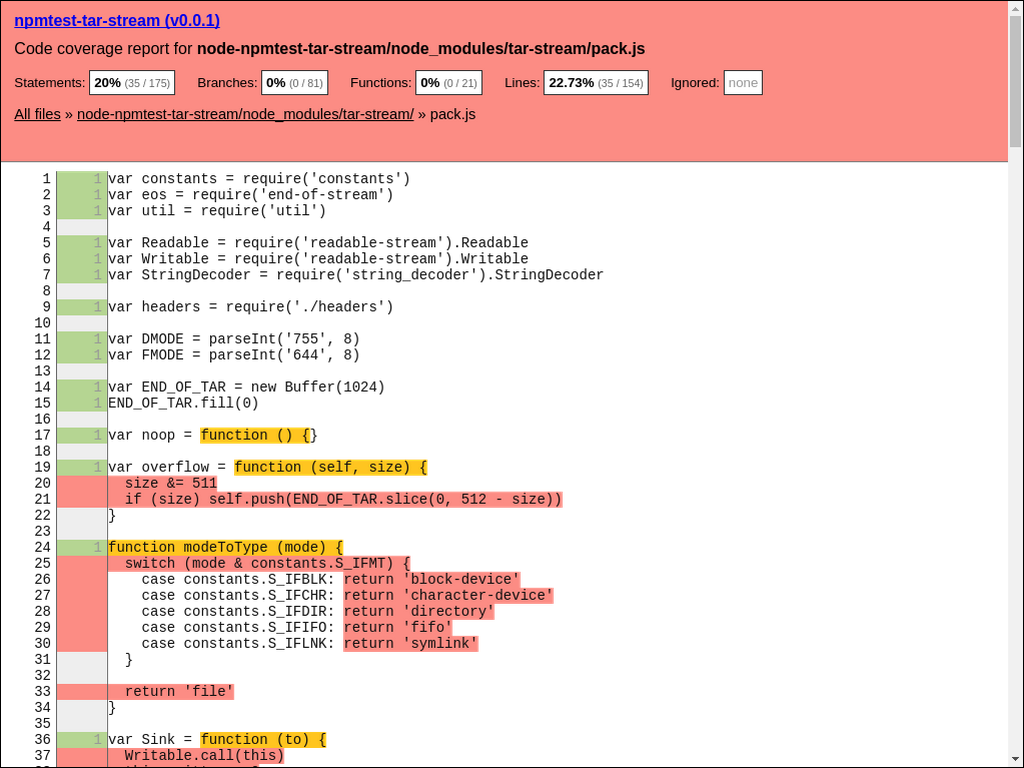 npmtest-tar-stream (v0.0.1)
Code coverage report for node-npmtest-tar-stream/node_modules/tar-stream/pack.js
Statements: 20% (35 / 175) Branches: 0% (0 / 81) Functions: 0% (0 / 21) Lines: 22.73% (35 / 154) Ignored: none
All files » node-npmtest-tar-stream/node_modules/tar-stream/ » pack.js
1 1 var constants = require('constants')
2 1 var eos = require('end-of-stream')
3 1 var util = require('util')
4
5 1 var Readable = require('readable-stream').Readable
6 1 var Writable = require('readable-stream').Writable
7 1 var StringDecoder = require('string_decoder').StringDecoder
8
9 1 var headers = require('./headers')
10
11 1 var DMODE = parseInt('755', 8)
12 1 var FMODE = parseInt('644', 8)
13
14 1 var END_OF_TAR = new Buffer(1024)
15 1 END_OF_TAR.fill(0)
16
17 1 var noop = function () {}
18
19 1 var overflow = function (self, size) {
20   size &= 511
21   if (size) self.push(END_OF_TAR.slice(0, 512 - size))
22 }
23
24 1 function modeToType (mode) {
25   switch (mode & constants.S_IFMT) {
26     case constants.S_IFBLK: return 'block-device'
27     case constants.S_IFCHR: return 'character-device'
28     case constants.S_IFDIR: return 'directory'
29     case constants.S_IFIFO: return 'fifo'
30     case constants.S_IFLNK: return 'symlink'
31   }
32
33   return 'file'
34 }
35
36 1 var Sink = function (to) {
37   Writable.call(this)